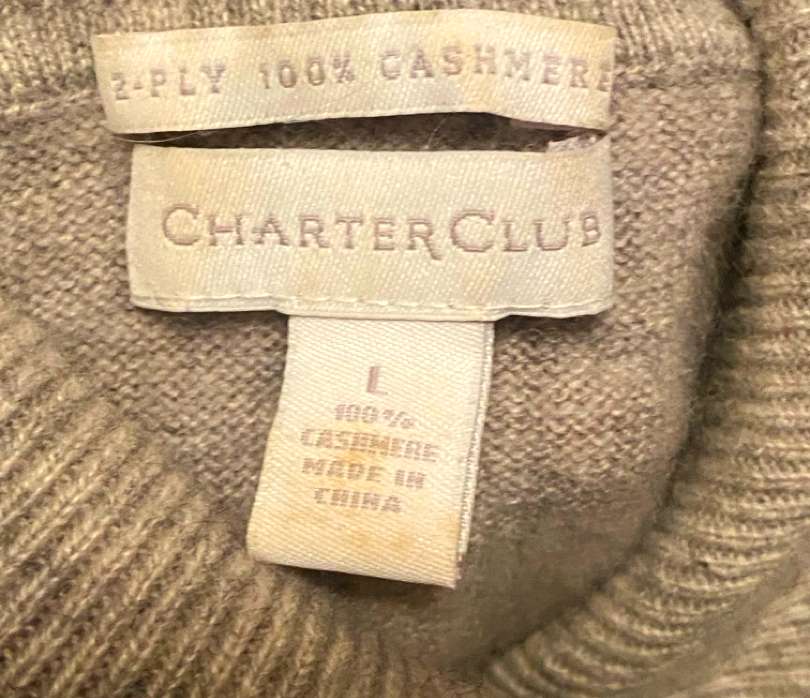 2-PLY 100% CASHMERE
CHARTER CLUB
L
100%
CASHMERE
MADE IN
CHINA